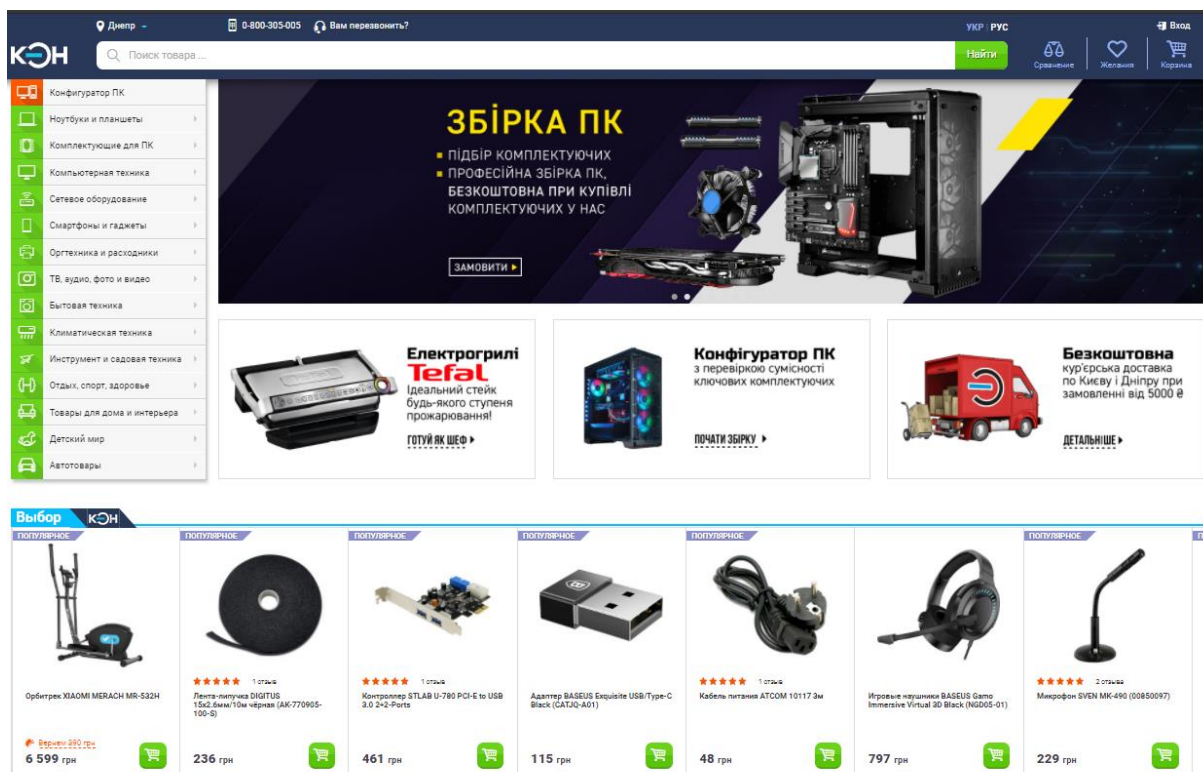 Днепр
0-800-305-005
Вам перезвонить?
УКР | РУС
Вход
КЭН
Поиск товара ...
Найти
Сравнение
Желания
Корзина
Конфигуратор ПК
Ноутбуки и планшеты
Комплектующие для ПК
Компьютерная техника
Сетевое оборудование
Смартфоны и гаджеты
Оргтехника и расходники
ТВ, аудио, фото и видео
Бытовая техника
Климатическая техника
Инструмент и садовая техника
Отдых, спорт, здоровье
Товары для дома и интерьера
Детский мир
Автотовары
ЗБІРКА ПК
ПІДБІР КОМПЛЕКТУЮЧИХ
ПРОФЕСІЙНА ЗБІРКА ПК,
БЕЗКОШТОВНА ПРИ КУПІВЛІ
КОМПЛЕКТУЮЧИХ У НАС
ЗАМОВИТИ
Електрогрилі
Tefal
Ідеальний стейк
будь-якого ступеня
прожарювання!
ГОТУЙ ЯК ШЕФ
Конфігуратор ПК
з перевіркою сумісності
ключових комплектуючих
ПОЧАТИ ЗБІРКУ
Безкоштовна
кур'єрська доставка
по Києву і Дніпру при
замовленні від 5000 ₴
ДЕТАЛЬНІШЕ
Выбор КЭН
ПОПУЛЯРНОЕ
Орбитрек XIAOMI MERACH MR-532H
Вернем 390 грн
6 599 грн
ПОПУЛЯРНОЕ
1 отзыв
Лента-липучка DIGITUS
15x2.6мм/10м чёрная (AK-770905-
100-S)
236 грн
ПОПУЛЯРНОЕ
1 отзыв
Контроллер STLAB U-780 PCI-E to USB
3.0 2+2-Ports
461 грн
ПОПУЛЯРНОЕ
Адаптер BASEUS Exquisite USB/Type-C
Black (CATJQ-A01)
115 грн
ПОПУЛЯРНОЕ
1 отзыв
Кабель питания ATCOM 10117 3м
48 грн
Игровые наушники BASEUS Gamo
Immersive Virtual 3D Black (NGD05-01)
797 грн
ПОПУЛЯРНОЕ
2 отзыва
Микрофон SVEN MK-490 (00850097)
229 грн